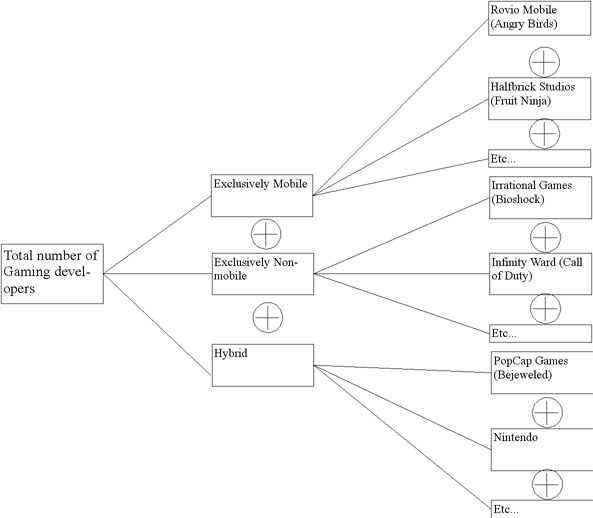 Total number of
Gaming devel-
opers
Exclusively Mobile
Exclusively Non-
mobile
Hybrid
Rovio Mobile
(Angry Birds)
Halfbrick Studios
(Fruit Ninja)
Etc...
Irrational Games
(Bioshock)
Infinity Ward (Call
of Duty)
Etc...
PopCap Games
(Bejeweled)
Nintendo
Etc...